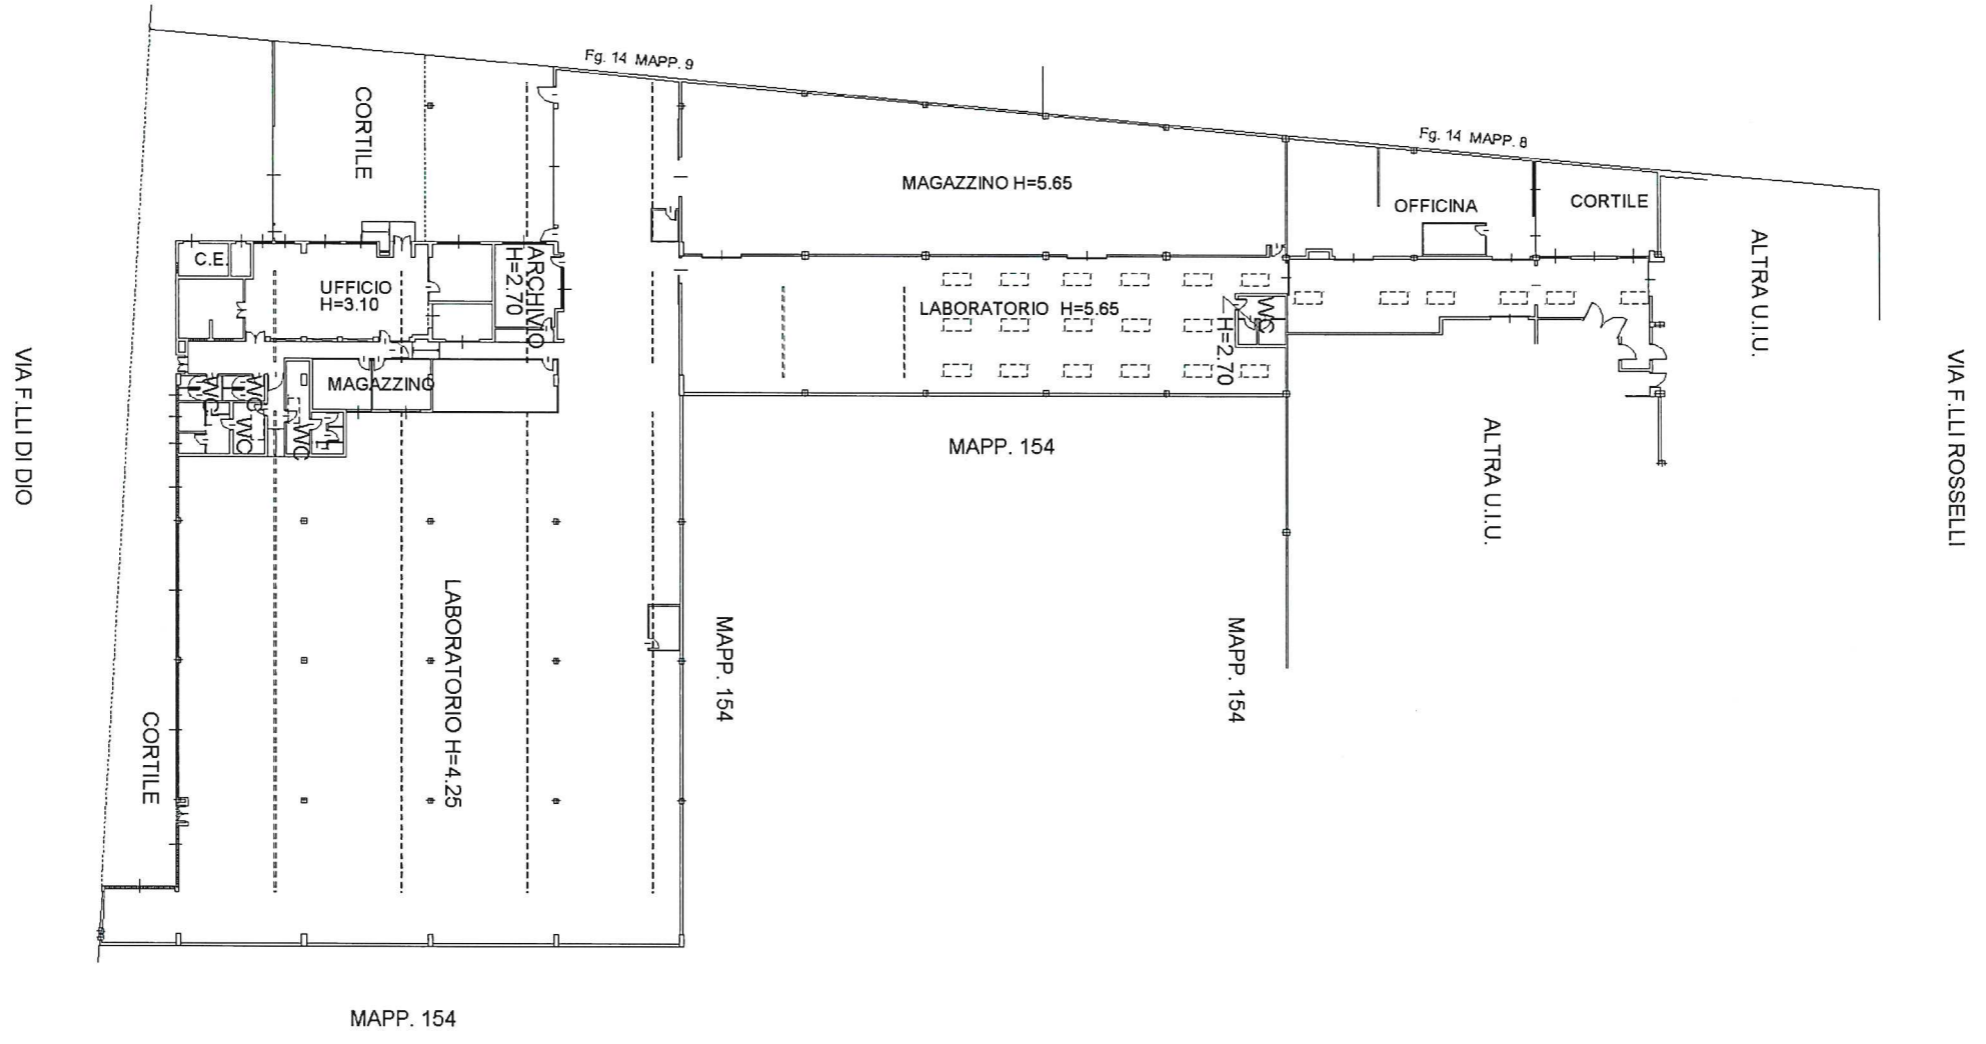 Fg. 14 MAPP. 9
CORTILE
Fg. 14 MAPP. 8
MAGAZZINO H=5.65
OFFICINA
CORTILE
ALTRA U.I.U.
C.E.
UFFICIO
H=3.10
ARCHIVIO
H=2.70
LABORATORIO H=5.65
WC
H=2.70
MAGAZZINO
WC
WC
WC
WC
VIA F.LLI DI DIO
VIA F.LLI ROSSELLI
MAPP. 154
ALTRA U.I.U.
LABORATORIO H=4.25
MAPP. 154
MAPP. 154
CORTILE
MAPP. 154